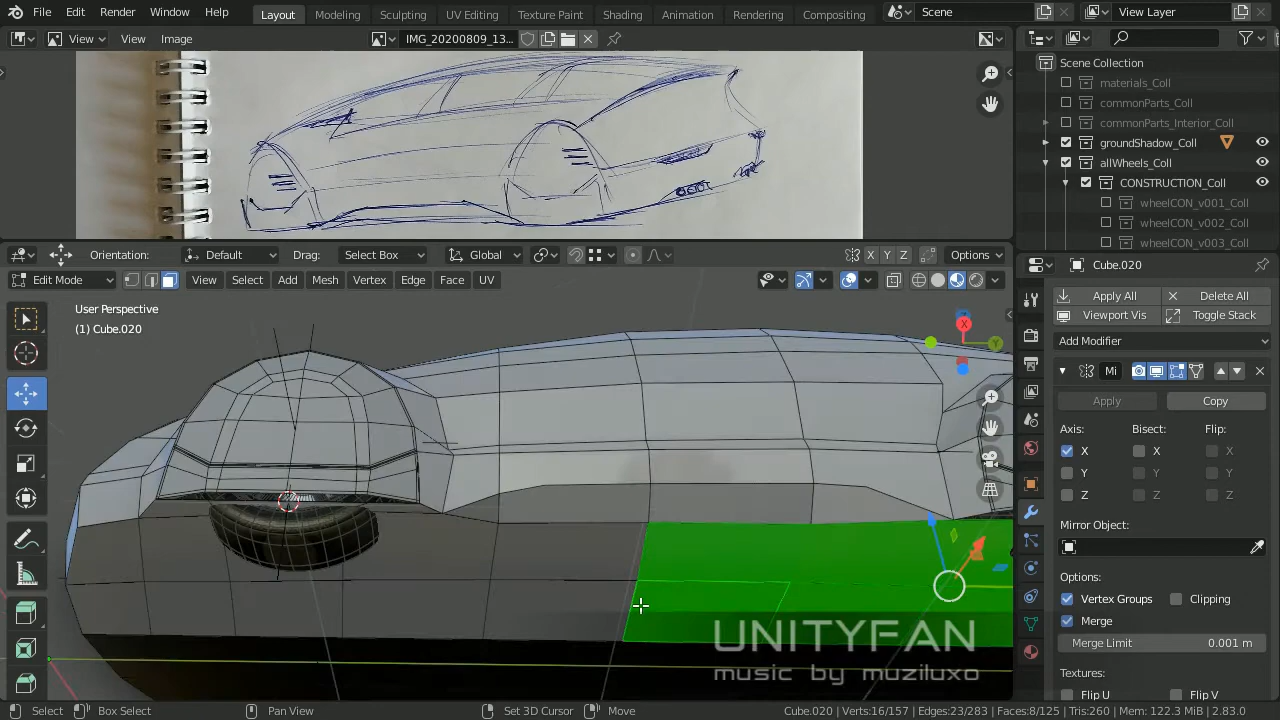 File Edit Render Window Help Layout Modeling Sculpting UV Editing Texture Paint Shading Animation Rendering Compositing Scene View Layer
View View Image IMG_20200809_13...
Scene Collection
materials_Coll
commonParts_Coll
commonParts_Interior_Coll
groundShadow_Coll
allWheels_Coll
CONSTRUCTION_Coll
wheelCON_v001_Coll
wheelCON_v002_Coll
wheelCON_v003_Coll
Orientation: Default Drag: Select Box Global X Y Z Options
Edit Mode View Select Add Mesh Vertex Edge Face UV
User Perspective
(1) Cube.020
X
Y
Cube.020
Apply All Delete All
Viewport Vis Toggle Stack
Add Modifier
Mi
Apply Copy
Axis: Bisect: Flip:
X X X
Y Y Y
Z Z Z
Mirror Object:
Options:
Vertex Groups Clipping
Merge
Merge Limit 0.001 m
Textures:
Flip U Flip V
UNITYFAN
music by muziluxo
Select Box Select Pan View Set 3D Cursor Move Cube.020 | Verts:16/157 | Edges:23/283 | Faces:8/125 | Tris:260 | Mem: 122.3 MiB | 2.83.0